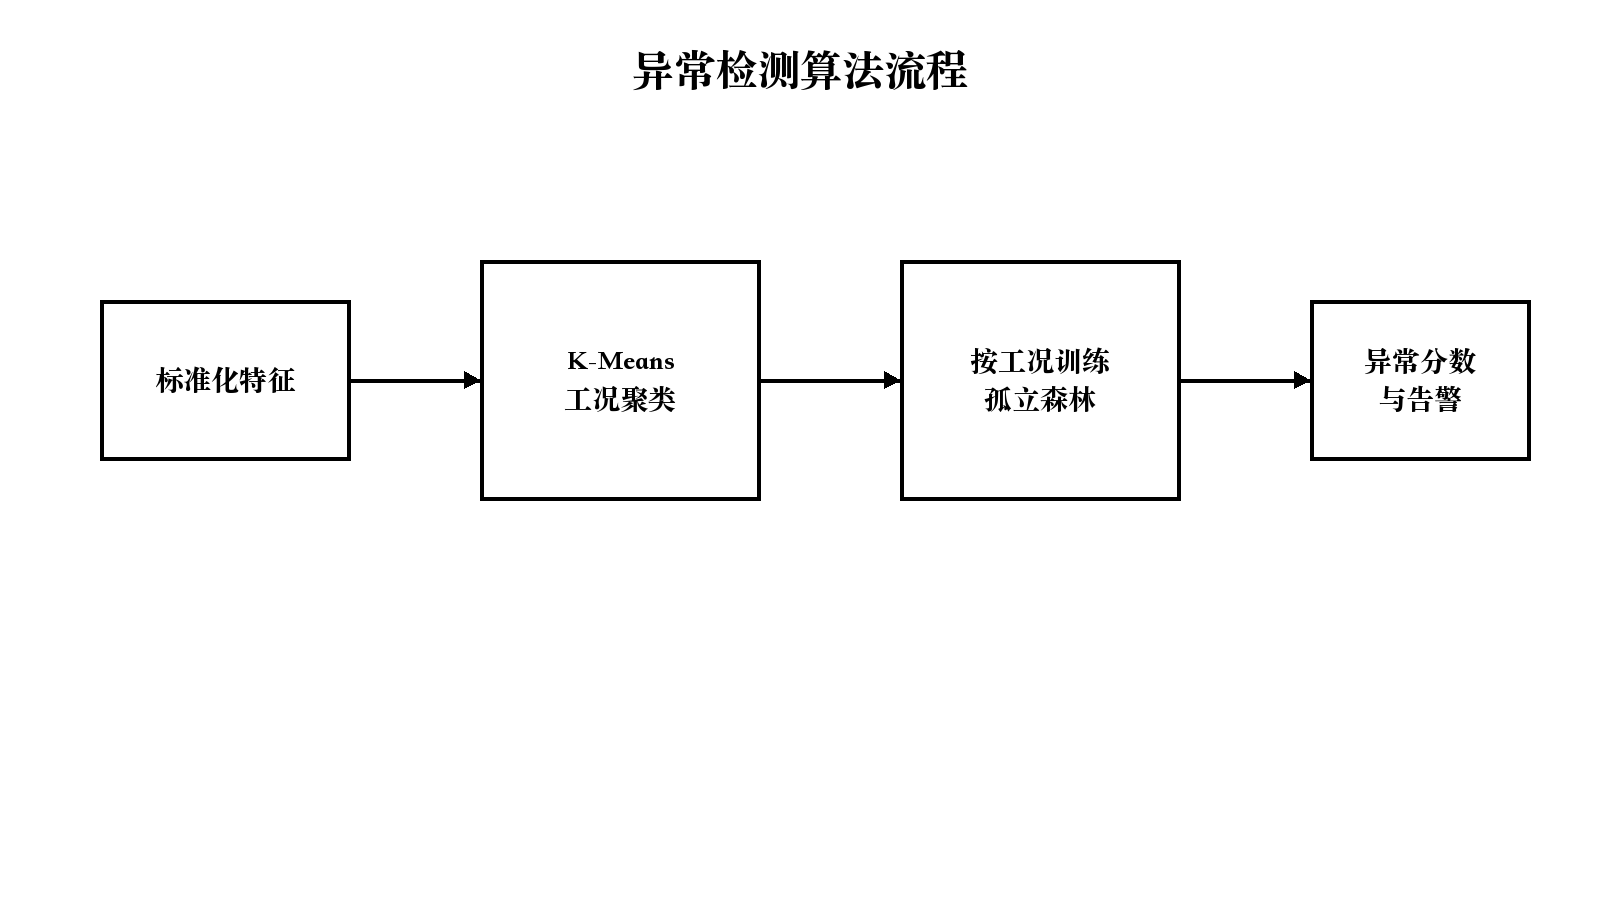 异常检测算法流程
标准化特征
K-Means
工况聚类
按工况训练
孤立森林
异常分数
与告警